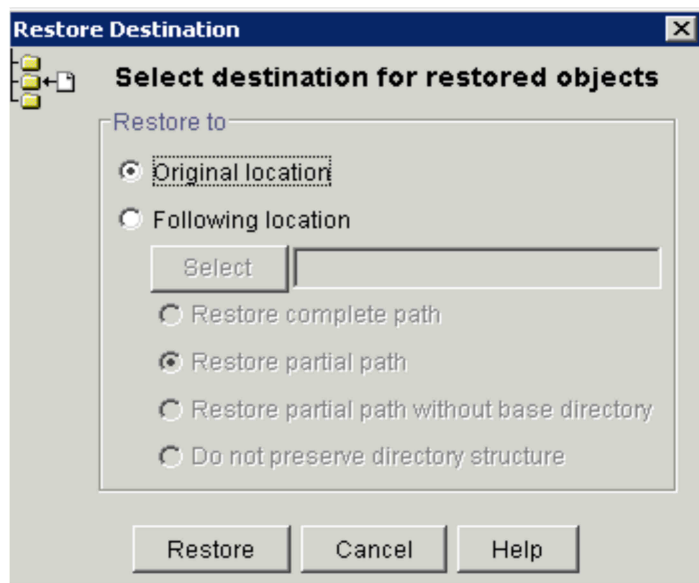 Restore Destination
Select destination for restored objects
Restore to
Original location
Following location
Select
Restore complete path
Restore partial path
Restore partial path without base directory
Do not preserve directory structure
Restore Cancel Help